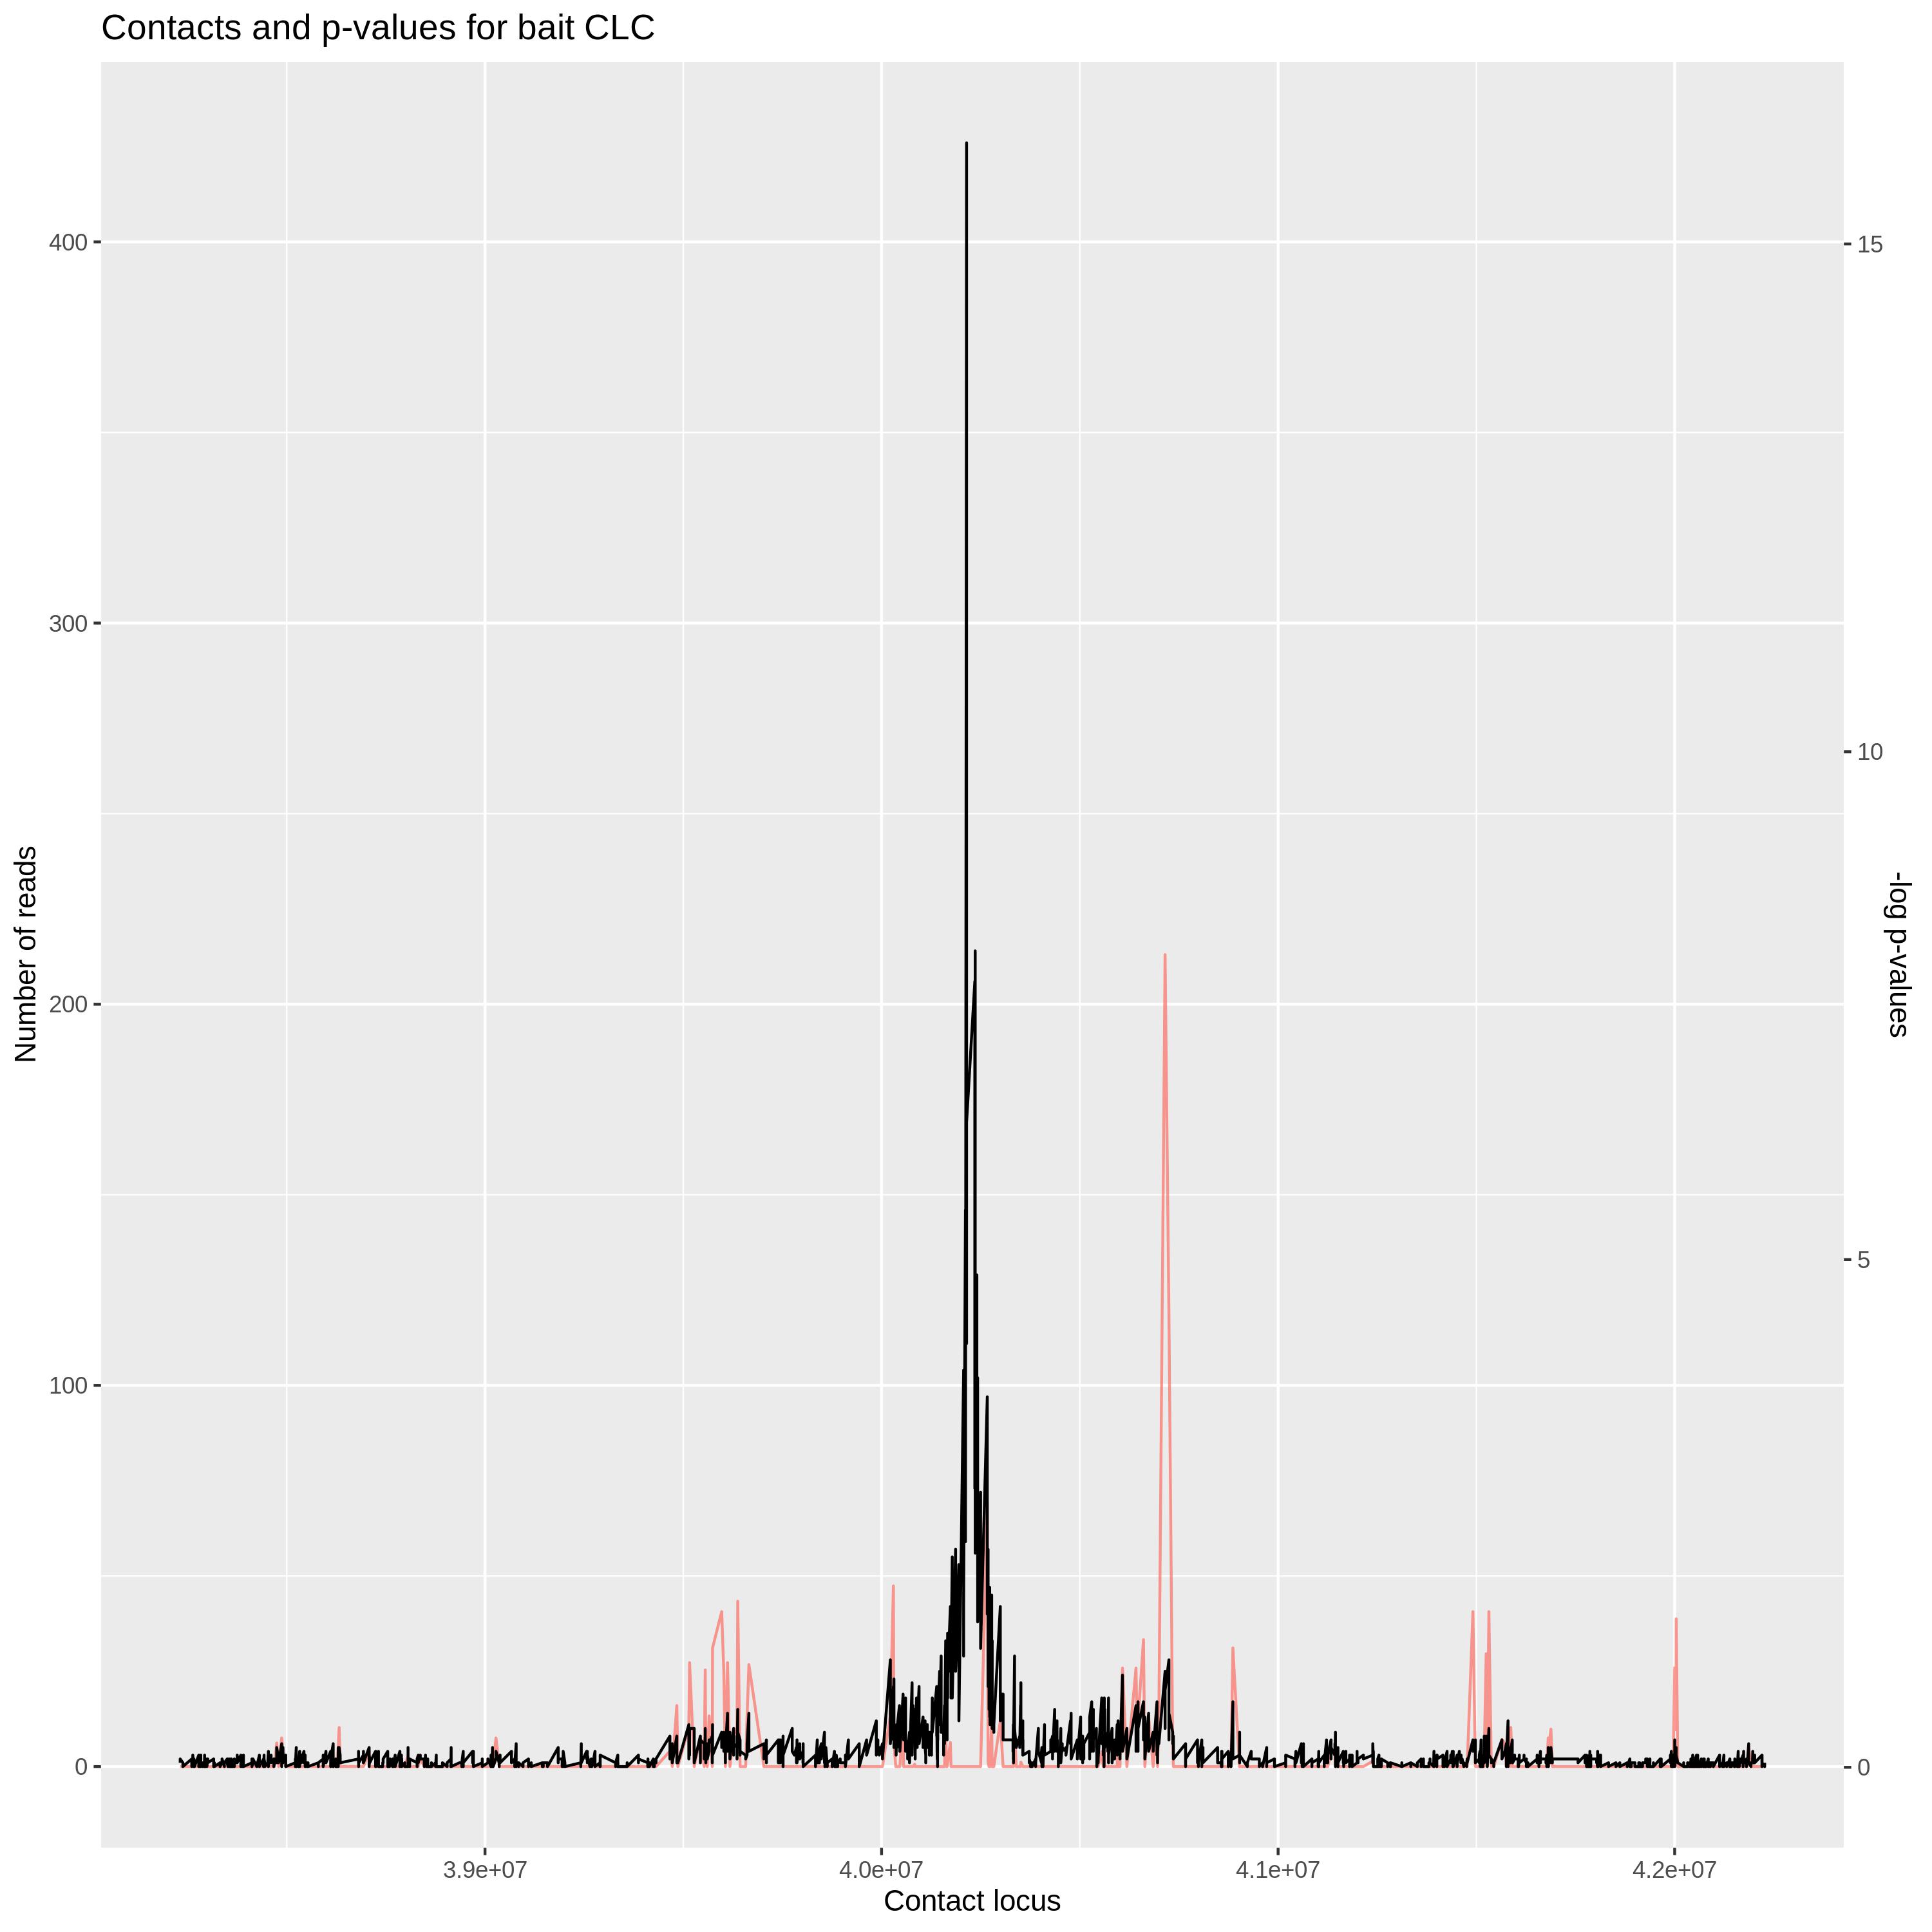 Contacts and p-values for bait CLC
400
300
200
100
0
Number of reads
15
10
5
0
-log p-values
3.9e+07
4.0e+07
4.1e+07
4.2e+07
Contact locus